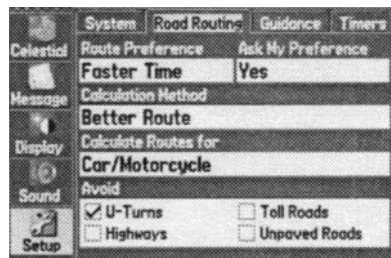 System Road Routing Guidance Timers
Celestial
Route Preference Ask My Preference
Faster Time Yes
Message
Calculation Method
Better Route
Display
Calculate Routes for
Car/Motorcycle
Sound
Avoid
U-Turns Toll Roads
Highways Unpaved Roads
Setup